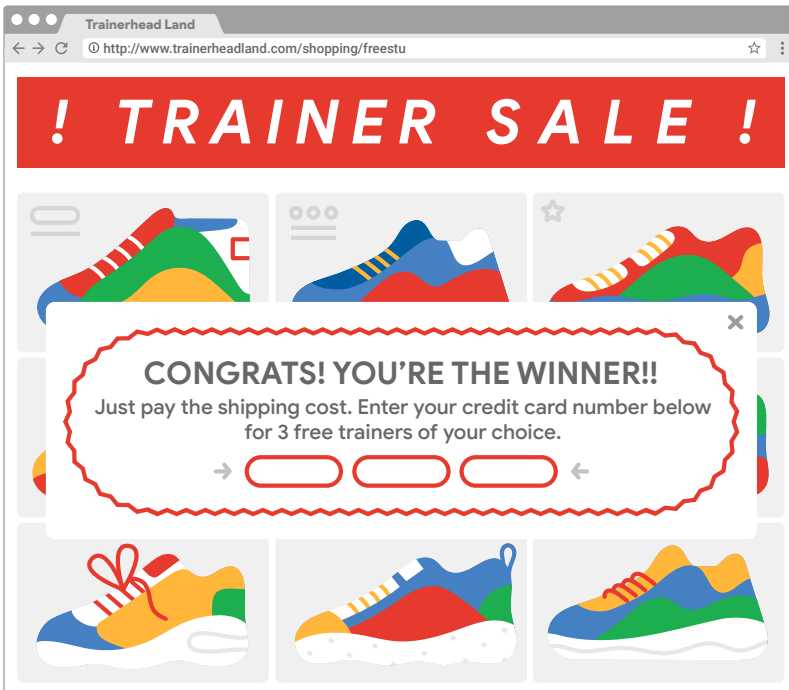 Trainerhead Land
http://www.trainerheadland.com/shopping/freestu
! TRAINER SALE !
CONGRATS! YOU’RE THE WINNER!!
Just pay the shipping cost. Enter your credit card number below
for 3 free trainers of your choice.